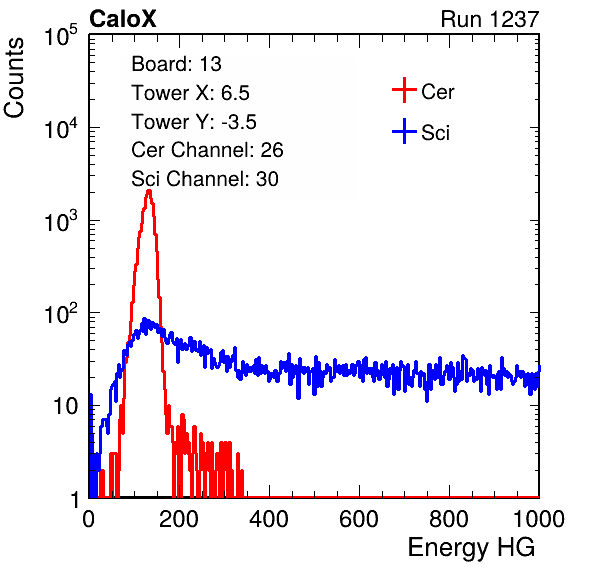 CaloX Run 1237
Counts
10^5
10^4
10^3
10^2
10
1
Board: 13
Tower X: 6.5
Tower Y: -3.5
Cer Channel: 26
Sci Channel: 30
Cer
Sci
0 200 400 600 800 1000
Energy HG